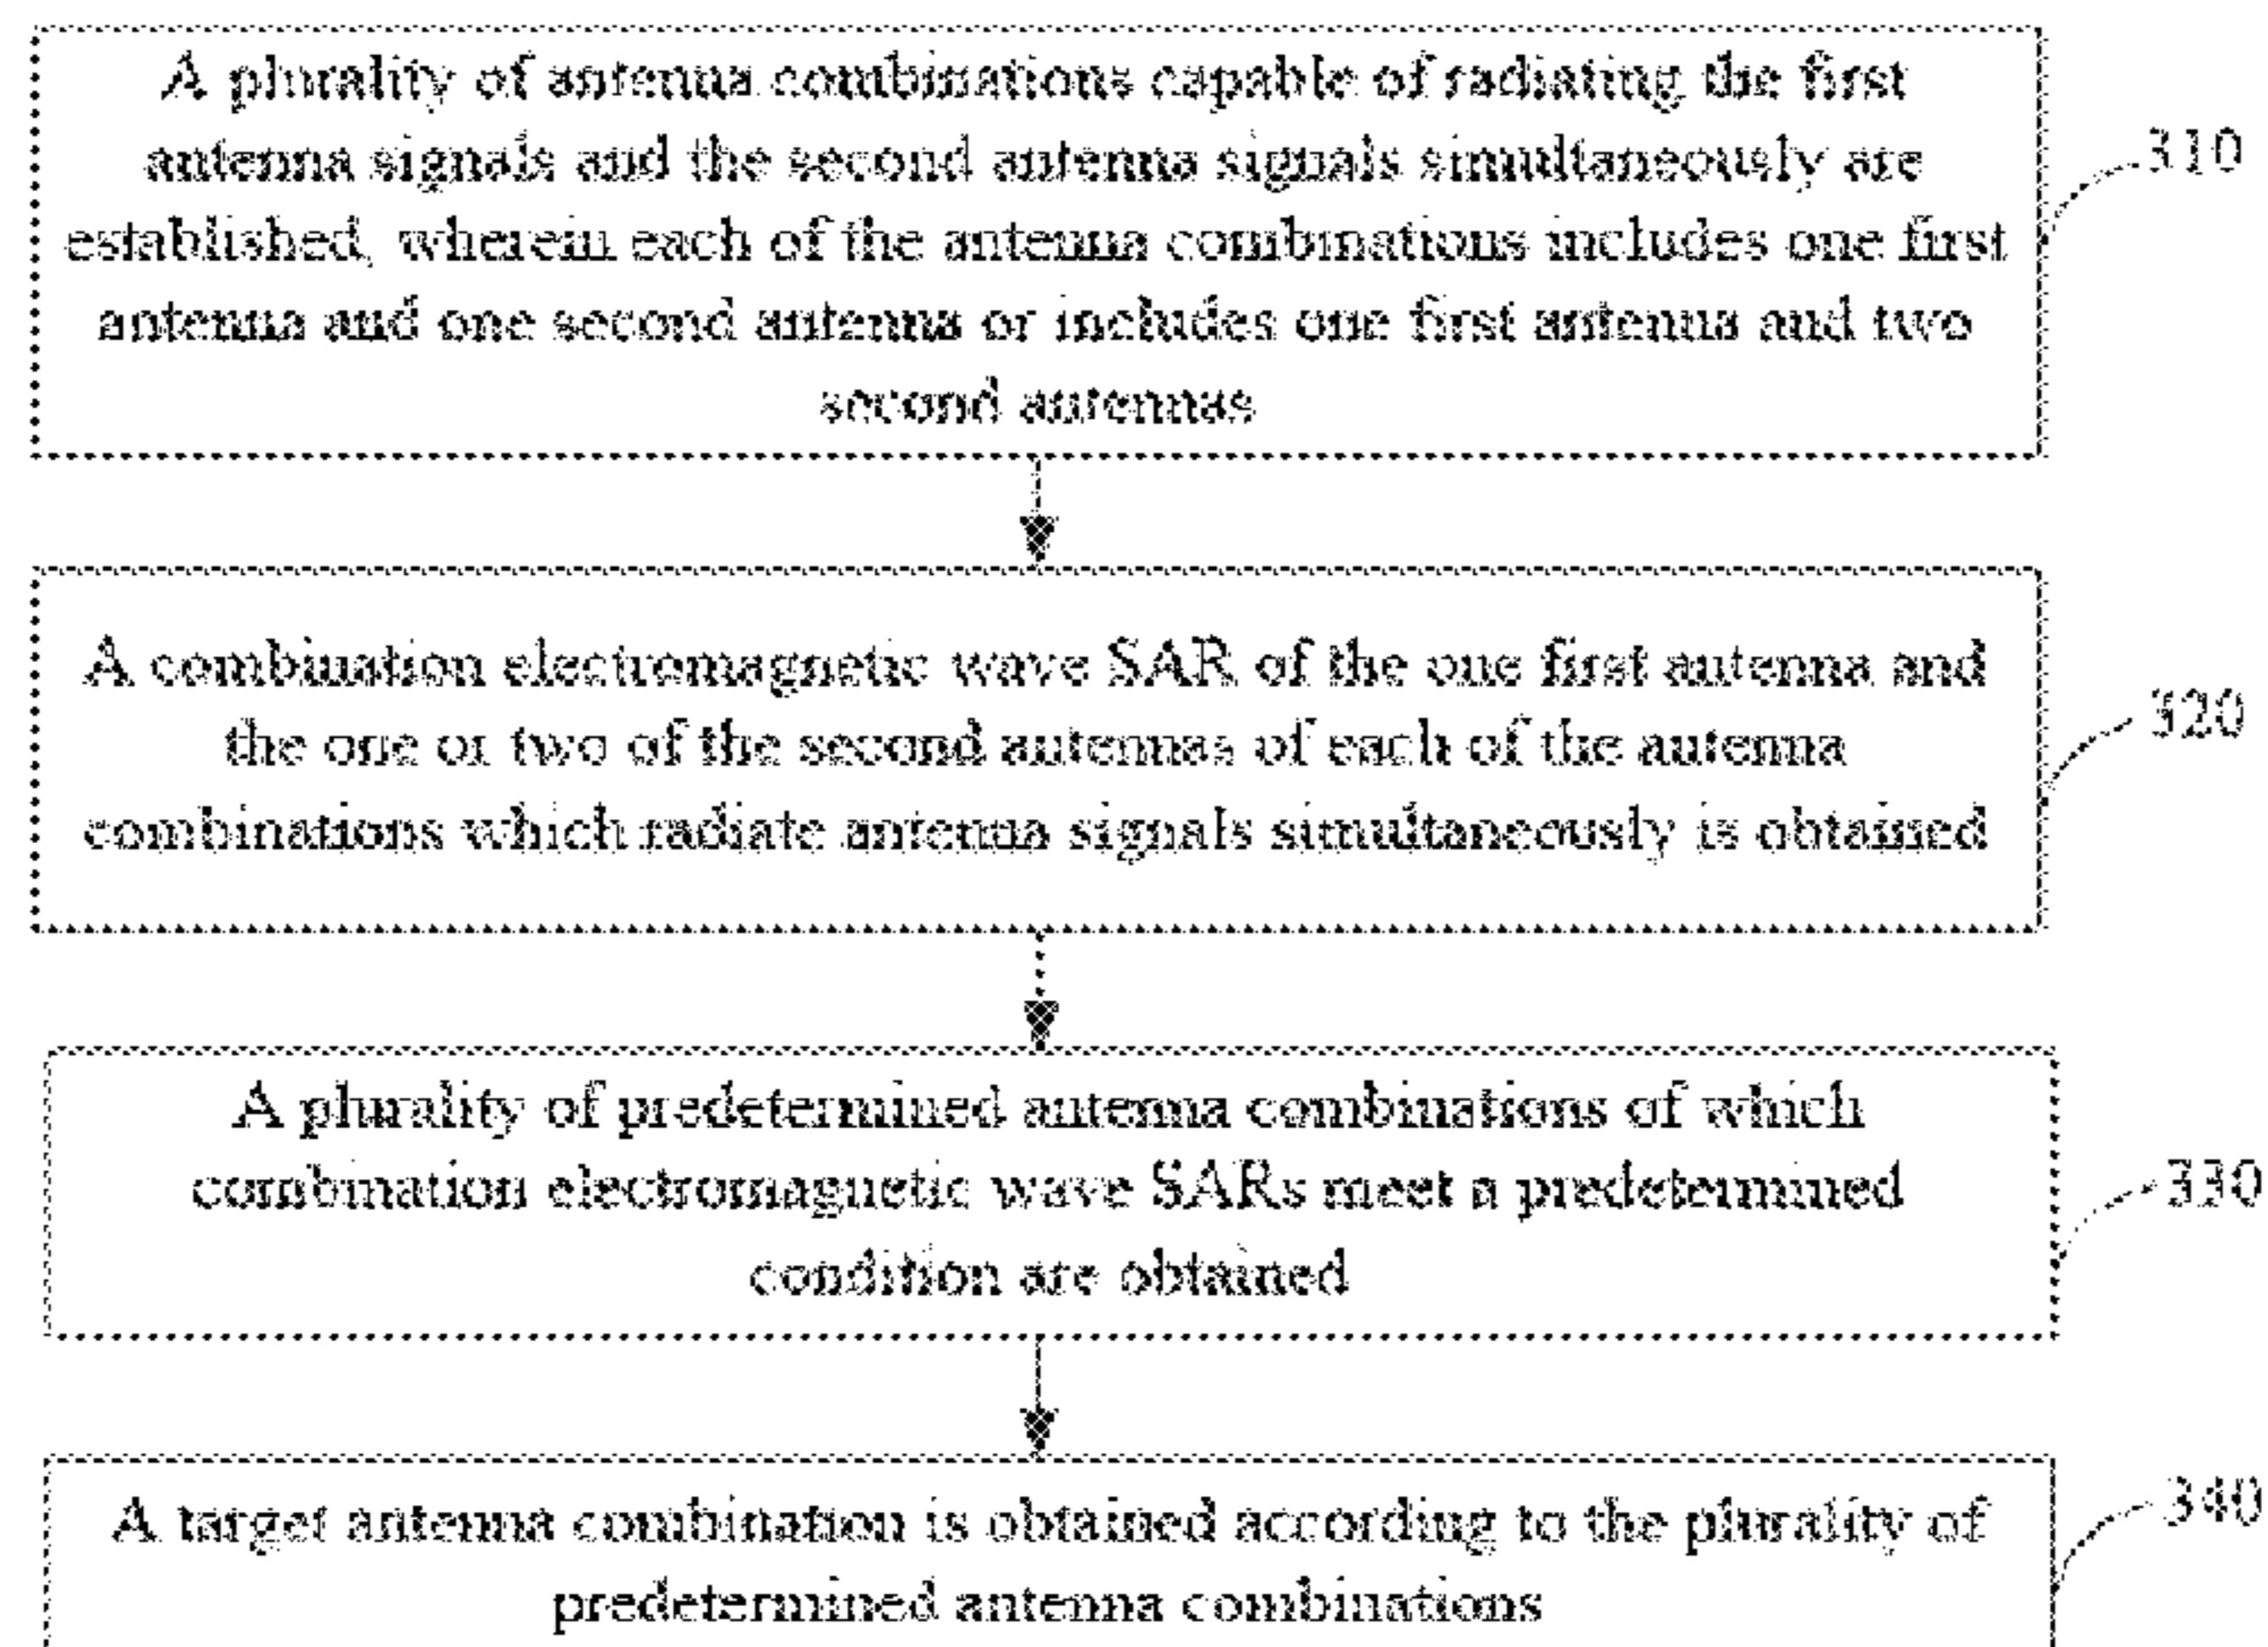 A plurality of antenna combinations capable of radiating the first
antenna signals and the second antenna signals simultaneously are
established, wherein each of the antenna combinations includes one first
antenna and one second antenna or includes one first antenna and two
second antennas
310
A combination electromagnetic wave SAR of the one first antenna and
the one or two of the second antennas of each of the antenna
combinations which radiate antenna signals simultaneously is obtained
320
A plurality of predetermined antenna combinations of which
combination electromagnetic wave SARs meet a predetermined
condition are obtained
330
A target antenna combination is obtained according to the plurality of
predetermined antenna combinations
340